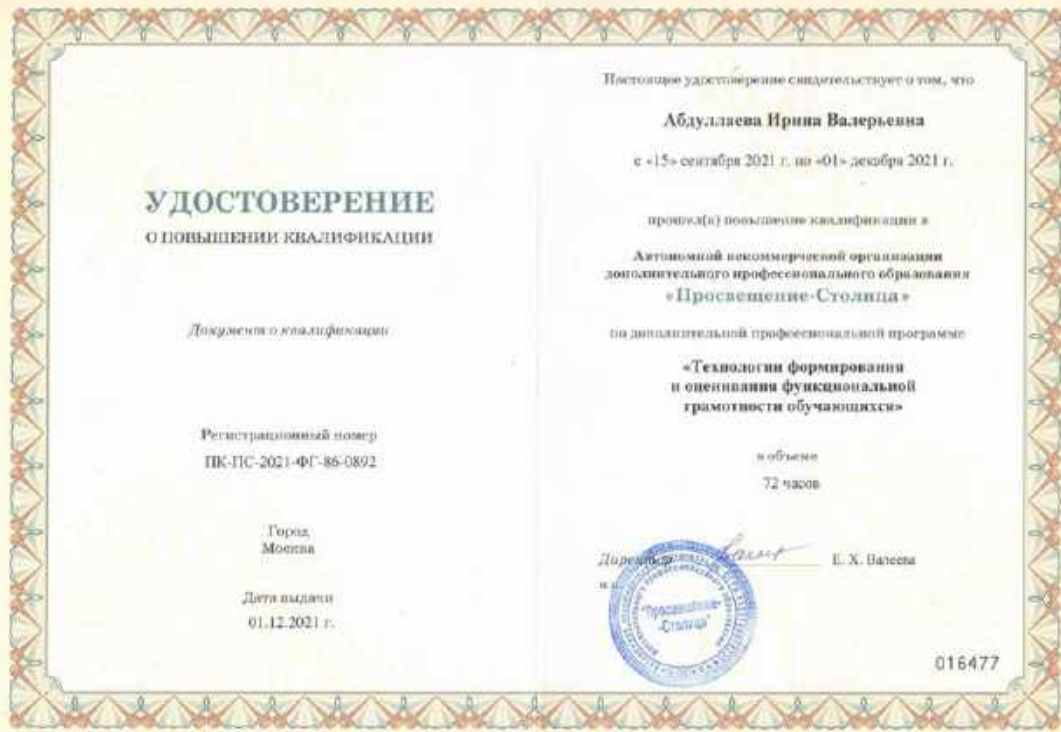 УДОСТОВЕРЕНИЕ
О ПОВЫШЕНИИ КВАЛИФИКАЦИИ
Документ о квалификации
Регистрационный номер
ПК-ПС-2021-ФГ-86-0892
Город
Москва
Дата выдачи
01.12.2021 г.
Настоящее удостоверение свидетельствует о том, что
Абдуллаева Ирина Валерьевна
с «15» сентября 2021 г. по «01» декабря 2021 г.
прошел(а) повышение квалификации в
Автономной некоммерческой организации
дополнительного профессионального образования
«Просвещение-Столица»
по дополнительной профессиональной программе
«Технологии формирования
и оценивания функциональной
грамотности обучающихся»
в объеме
72 часов
Директор
Е. Х. Валеева
"Просвещение-
-Столица"
016477